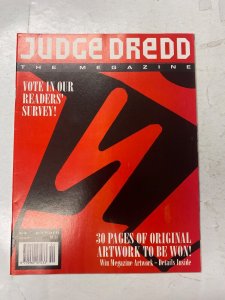 JUDGE DREDD
THE MEGAZINE
VOTE IN OUR
READERS'
SURVEY!
30 PAGES OF ORIGINAL
ARTWORK TO BE WON!
Win Megazine Artwork – Details Inside